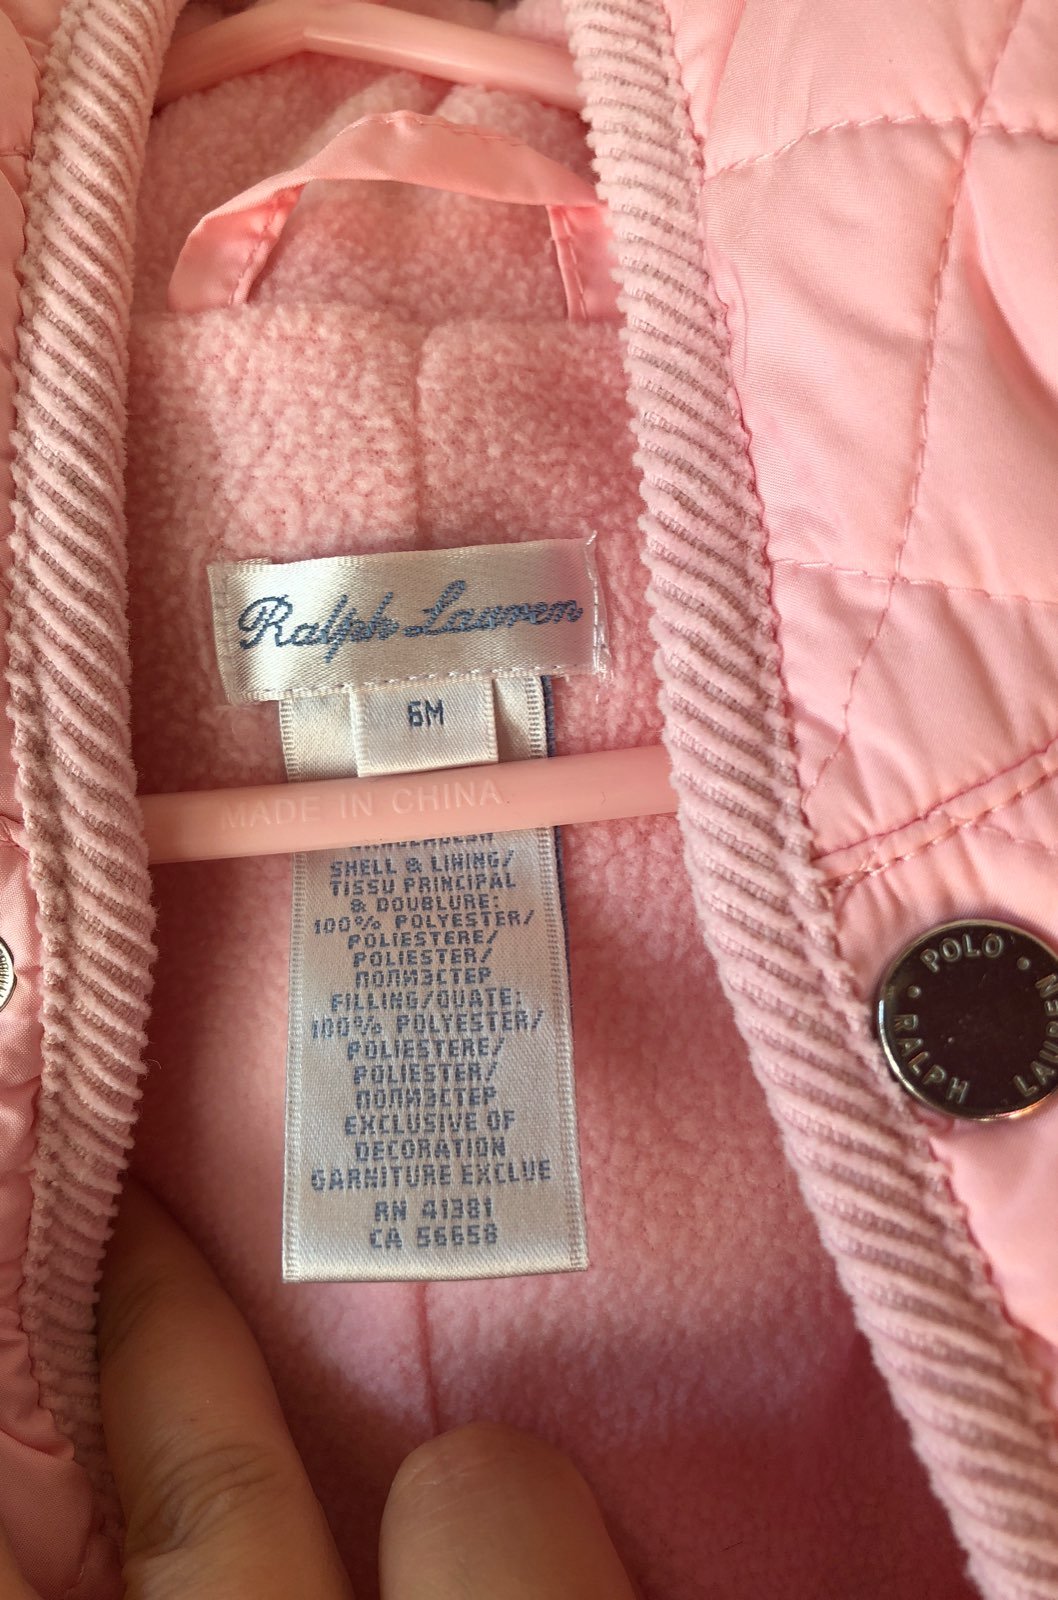 Ralph Lauren
6M
MADE IN CHINA
SHELL & LINING/
TISSU PRINCIPAL
& DOUBLURE:
100% POLYESTER/
POLIESTERE/
POLIESTER/
ПОЛИЭСТЕР
FILLING/OUATE:
100% POLYESTER/
POLIESTERE/
POLIESTER/
ПОЛИЭСТЕР
EXCLUSIVE OF
DECORATION
GARNITURE EXCLUE
RN 41381
CA 56658
POLO
RALPH